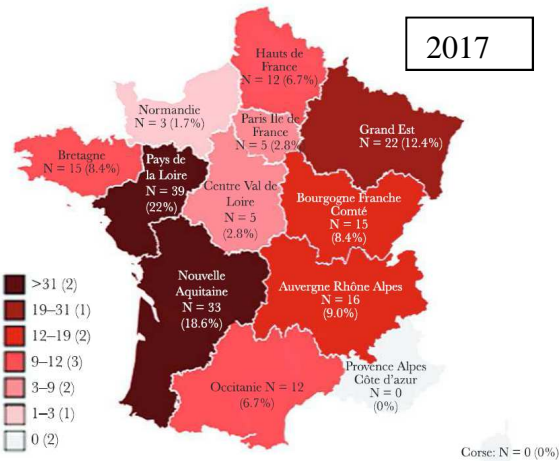 2017
Hauts de
France
N = 12 (6.7%)
Normandie
N = 3 (1.7%)
Paris Ile de
France
N = 5 (2.8%
Grand Est
N = 22 (12.4%)
Bretagne
N = 15 (8.4%)
Pays de
la Loire
N = 39
(22%)
Centre Val de
Loire
N = 5
(2.8%)
Bourgogne Franche
Comté
N = 15
(8.4%)
Nouvelle
Aquitaine
N = 33
(18.6%)
Auvergne Rhône Alpes
N = 16
(9.0%)
Occitanie N = 12
(6.7%)
Provence Alpes
Côte d'azur
N = 0
(0%)
Corse: N = 0 (0%)
>31 (2)
19–31 (1)
12–19 (2)
9–12 (3)
3–9 (2)
1–3 (1)
0 (2)